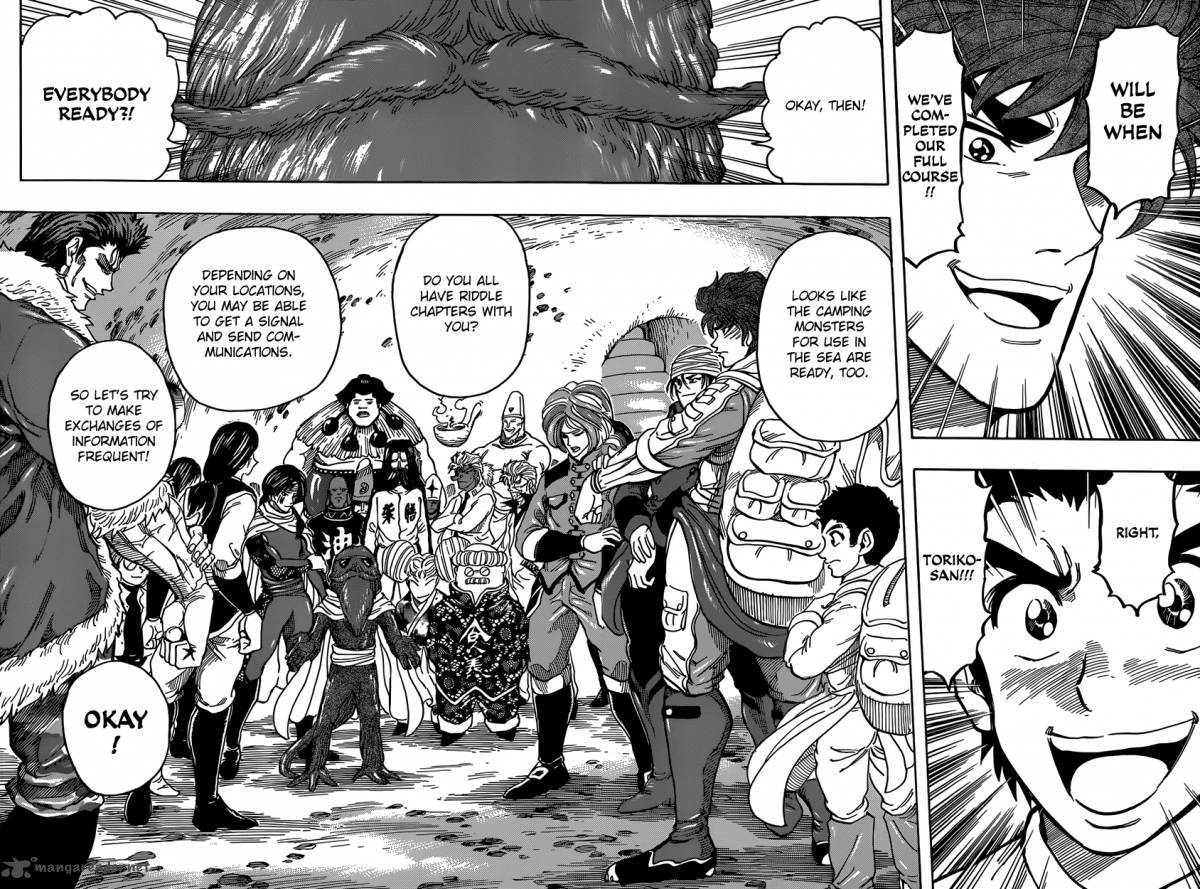 WILL
BE
WHEN
WE'VE
COM-
PLETED
OUR
FULL
COURSE
!!
RIGHT,
TORIKO-
SAN!!!
OKAY, THEN!
EVERYBODY
READY?!
LOOKS LIKE
THE CAMPING
MONSTERS
FOR USE
IN THE SEA ARE
READY, TOO.
DO YOU ALL
HAVE RIDDLE
CHAPTERS WITH
YOU?
DEPENDING ON
YOUR LOCATIONS,
YOU MAY BE ABLE
TO GET A SIGNAL
AND SEND COM-
MUNICATIONS.
SO LET'S TRY
TO MAKE
EXCHANGES OF
INFORMATION
FREQUENT!
OKAY
!
油
薬膳